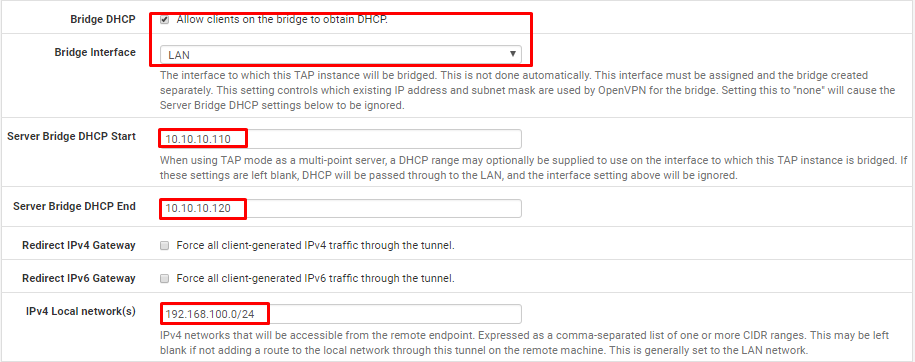 Bridge DHCP Allow clients on the bridge to obtain DHCP.
Bridge Interface LAN
The interface to which this TAP instance will be bridged. This is not done automatically. This interface must be assigned and the bridge created
separately. This setting controls which existing IP address and subnet mask are used by OpenVPN for the bridge. Setting this to "none" will cause the
Server Bridge DHCP settings below to be ignored.
Server Bridge DHCP Start 10.10.10.110
When using TAP mode as a multi-point server, a DHCP range may optionally be supplied to use on the interface to which this TAP instance is bridged. If
these settings are left blank, DHCP will be passed through to the LAN, and the interface setting above will be ignored.
Server Bridge DHCP End 10.10.10.120
Redirect IPv4 Gateway Force all client-generated IPv4 traffic through the tunnel.
Redirect IPv6 Gateway Force all client-generated IPv6 traffic through the tunnel.
IPv4 Local network(s) 192.168.100.0/24
IPv4 networks that will be accessible from the remote endpoint. Expressed as a comma-separated list of one or more CIDR ranges. This may be left
blank if not adding a route to the local network through this tunnel on the remote machine. This is generally set to the LAN network.